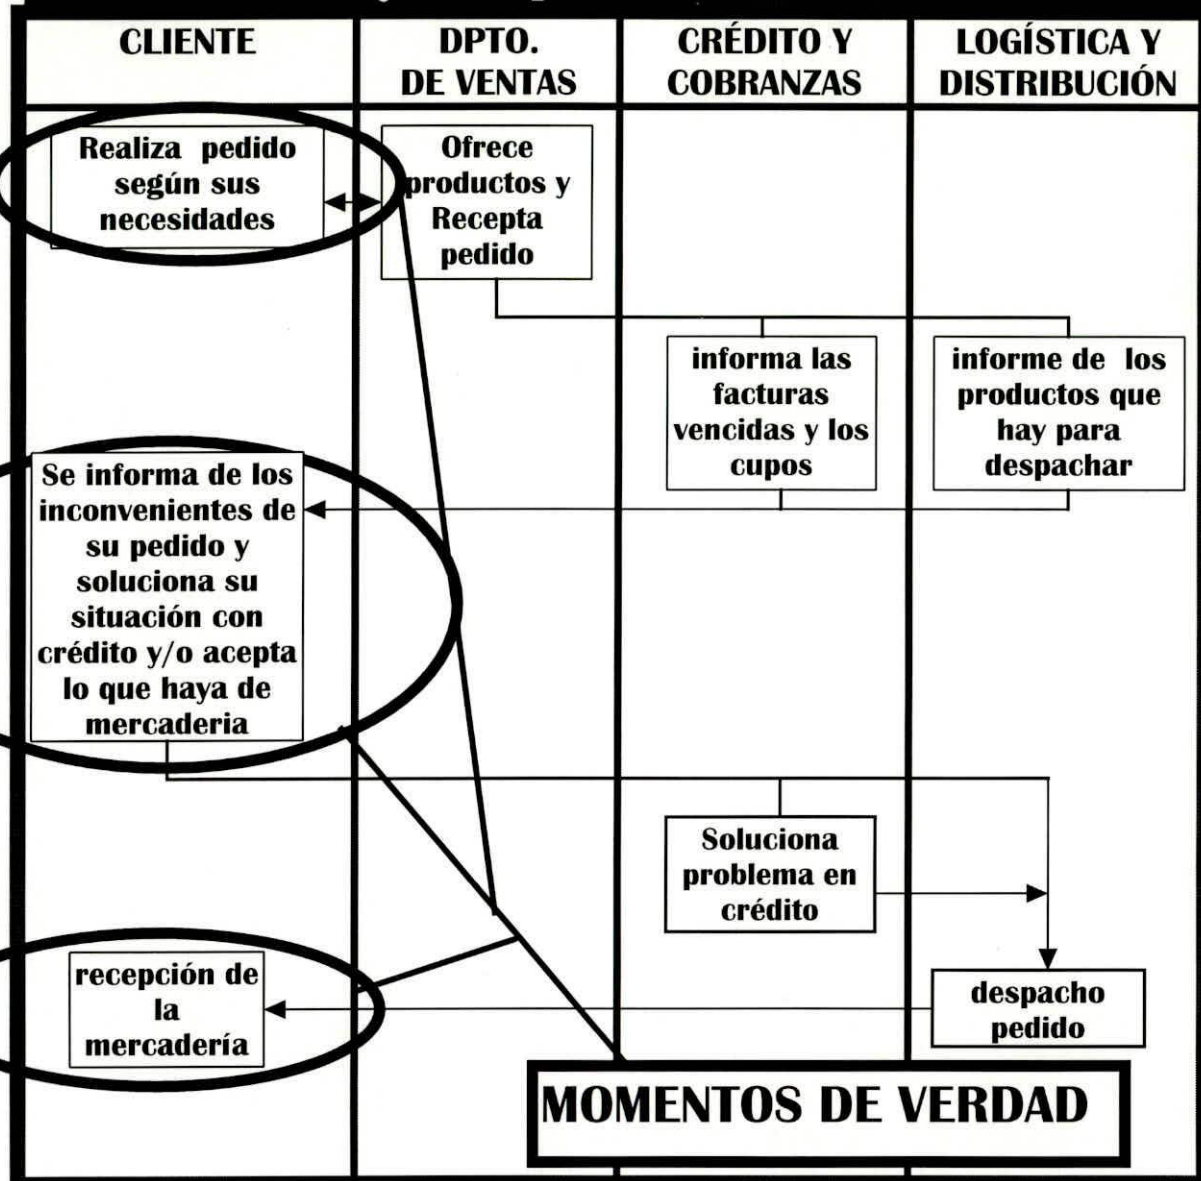 CLIENTE
DPTO.
DE VENTAS
CRÉDITO Y
COBRANZAS
LOGÍSTICA Y
DISTRIBUCIÓN
Realiza pedido
según sus
necesidades
Ofrece
productos y
Recepta
pedido
informa las
facturas
vencidas y los
cupos
informe de los
productos que
hay para
despachar
Se informa de los
inconvenientes de
su pedido y
soluciona su
situación con
crédito y/o acepta
lo que haya de
mercaderia
Soluciona
problema en
crédito
recepción de
la
mercadería
despacho
pedido
MOMENTOS DE VERDAD